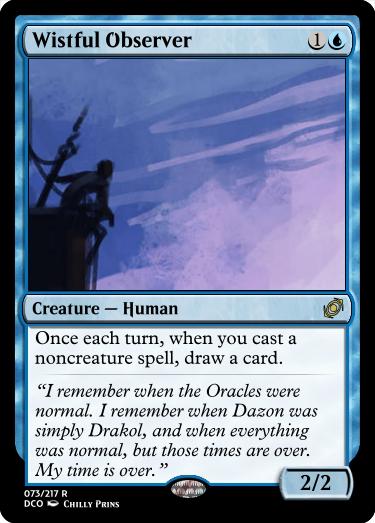 Wistful Observer 1
Creature — Human
Once each turn, when you cast a
noncreature spell, draw a card.
“I remember when the Oracles were
normal. I remember when Dazon was
simply Drakol, and when everything
was normal, but those times are over.
My time is over.”
2/2
073/217 R
DCO CHILLY PRINS